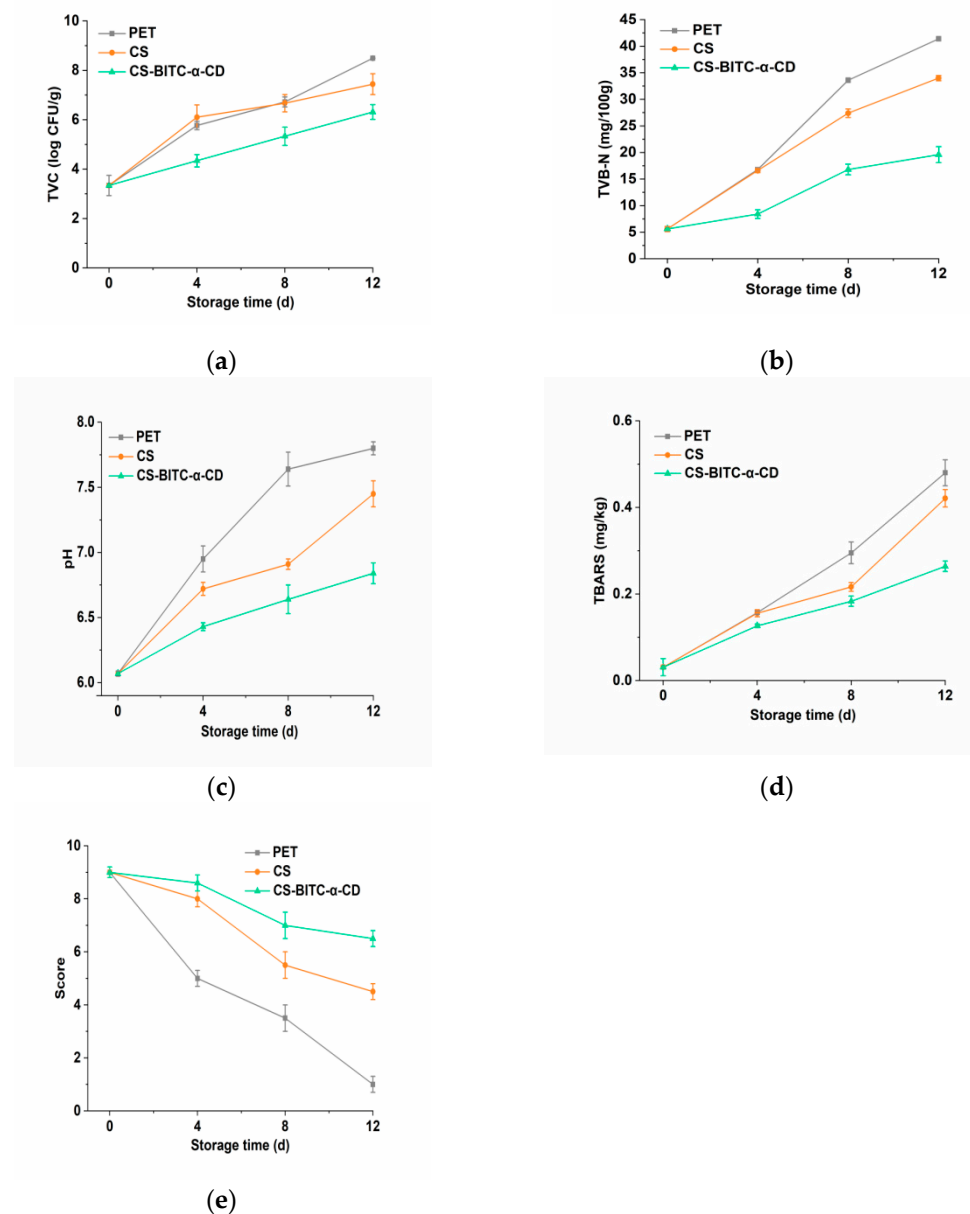 10
8
6
4
2
0
TVC (log CFU/g)
PET
CS
CS-BITC-α-CD
0 4 8 12
Storage time (d)
(a)
45
40
35
30
25
20
15
10
5
0
TVB-N (mg/100g)
PET
CS
CS-BITC-α-CD
0 4 8 12
Storage time (d)
(b)
8.0
7.5
7.0
6.5
6.0
pH
PET
CS
CS-BITC-α-CD
0 4 8 12
Storage time (d)
(c)
0.6
0.4
0.2
0.0
TBARS (mg/kg)
PET
CS
CS-BITC-α-CD
0 4 8 12
Storage time (d)
(d)
10
8
6
4
2
0
Score
PET
CS
CS-BITC-α-CD
0 4 8 12
Storage time (d)
(e)